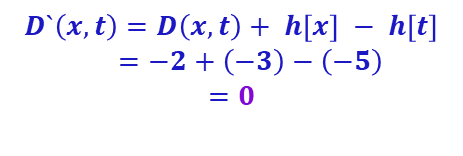 D`(x, t) = D(x, t) + h[x] − h[t]
= −2 + (−3) − (−5)
= 0